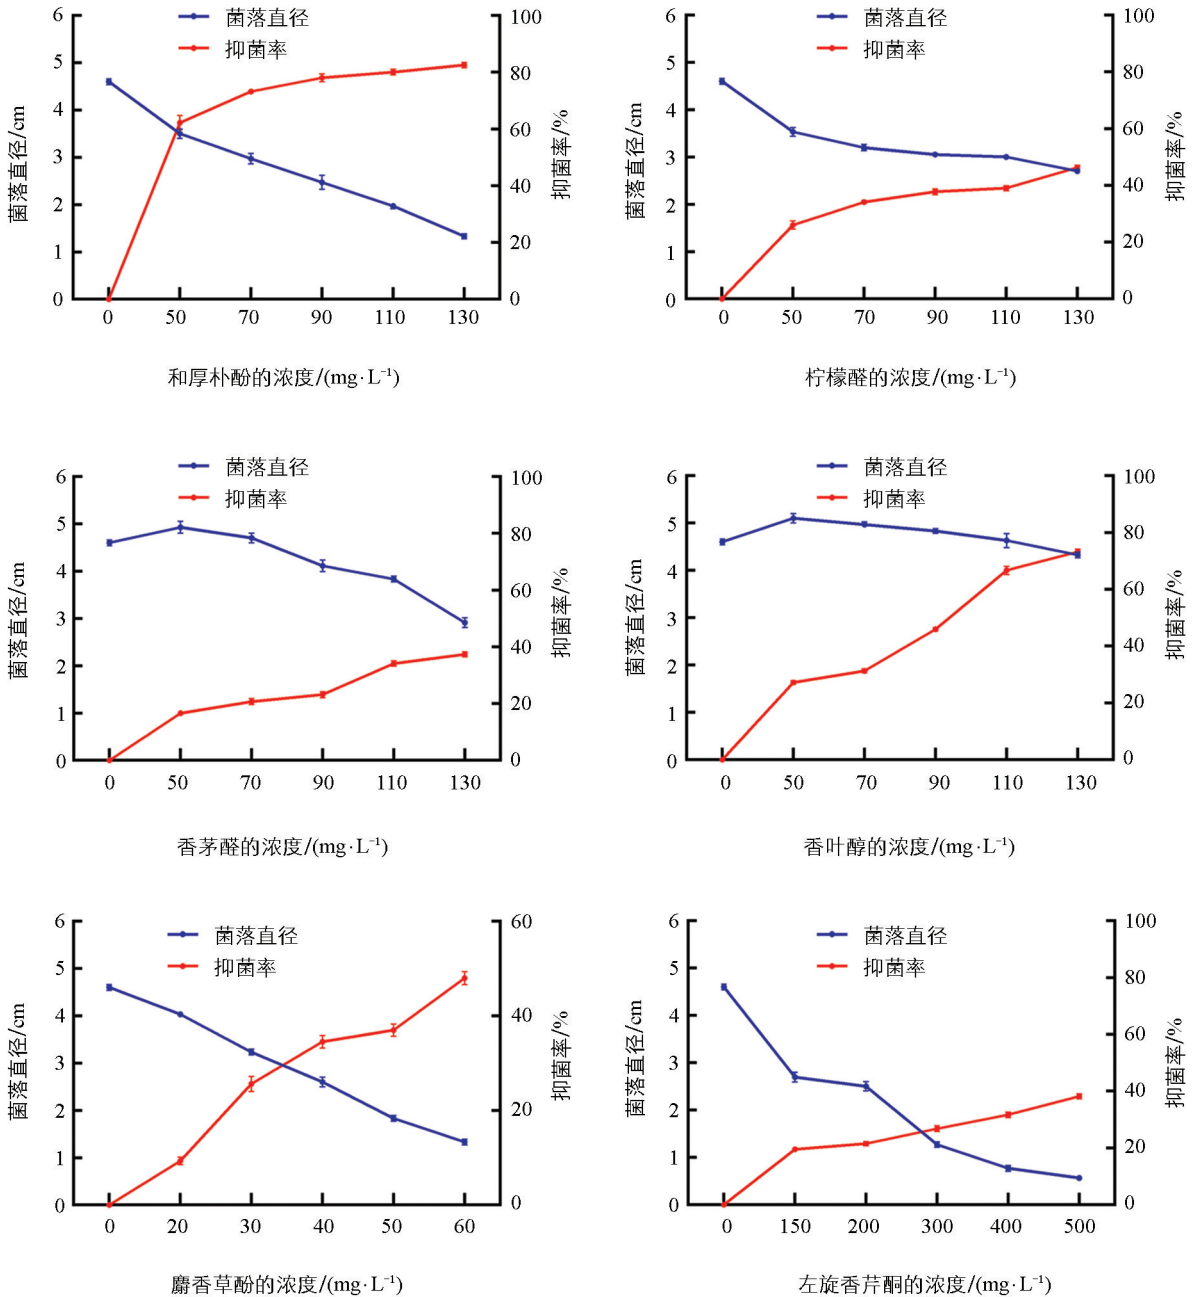 菌落直径
抑菌率
菌落直径/cm
6
5
4
3
2
1
0
抑菌率/%
100
80
60
40
20
0
0 50 70 90 110 130
和厚朴酚的浓度/(mg·L⁻¹)
菌落直径
抑菌率
菌落直径/cm
6
5
4
3
2
1
0
抑菌率/%
100
80
60
40
20
0
0 50 70 90 110 130
柠檬醛的浓度/(mg·L⁻¹)
菌落直径
抑菌率
菌落直径/cm
6
5
4
3
2
1
0
抑菌率/%
100
80
60
40
20
0
0 50 70 90 110 130
香茅醛的浓度/(mg·L⁻¹)
菌落直径
抑菌率
菌落直径/cm
6
5
4
3
2
1
0
抑菌率/%
100
80
60
40
20
0
0 50 70 90 110 130
香叶醇的浓度/(mg·L⁻¹)
菌落直径
抑菌率
菌落直径/cm
6
5
4
3
2
1
0
抑菌率/%
60
40
20
0
0 20 30 40 50 60
麝香草酚的浓度/(mg·L⁻¹)
菌落直径
抑菌率
菌落直径/cm
6
5
4
3
2
1
0
抑菌率/%
100
80
60
40
20
0
0 150 200 300 400 500
左旋香芹酮的浓度/(mg·L⁻¹)